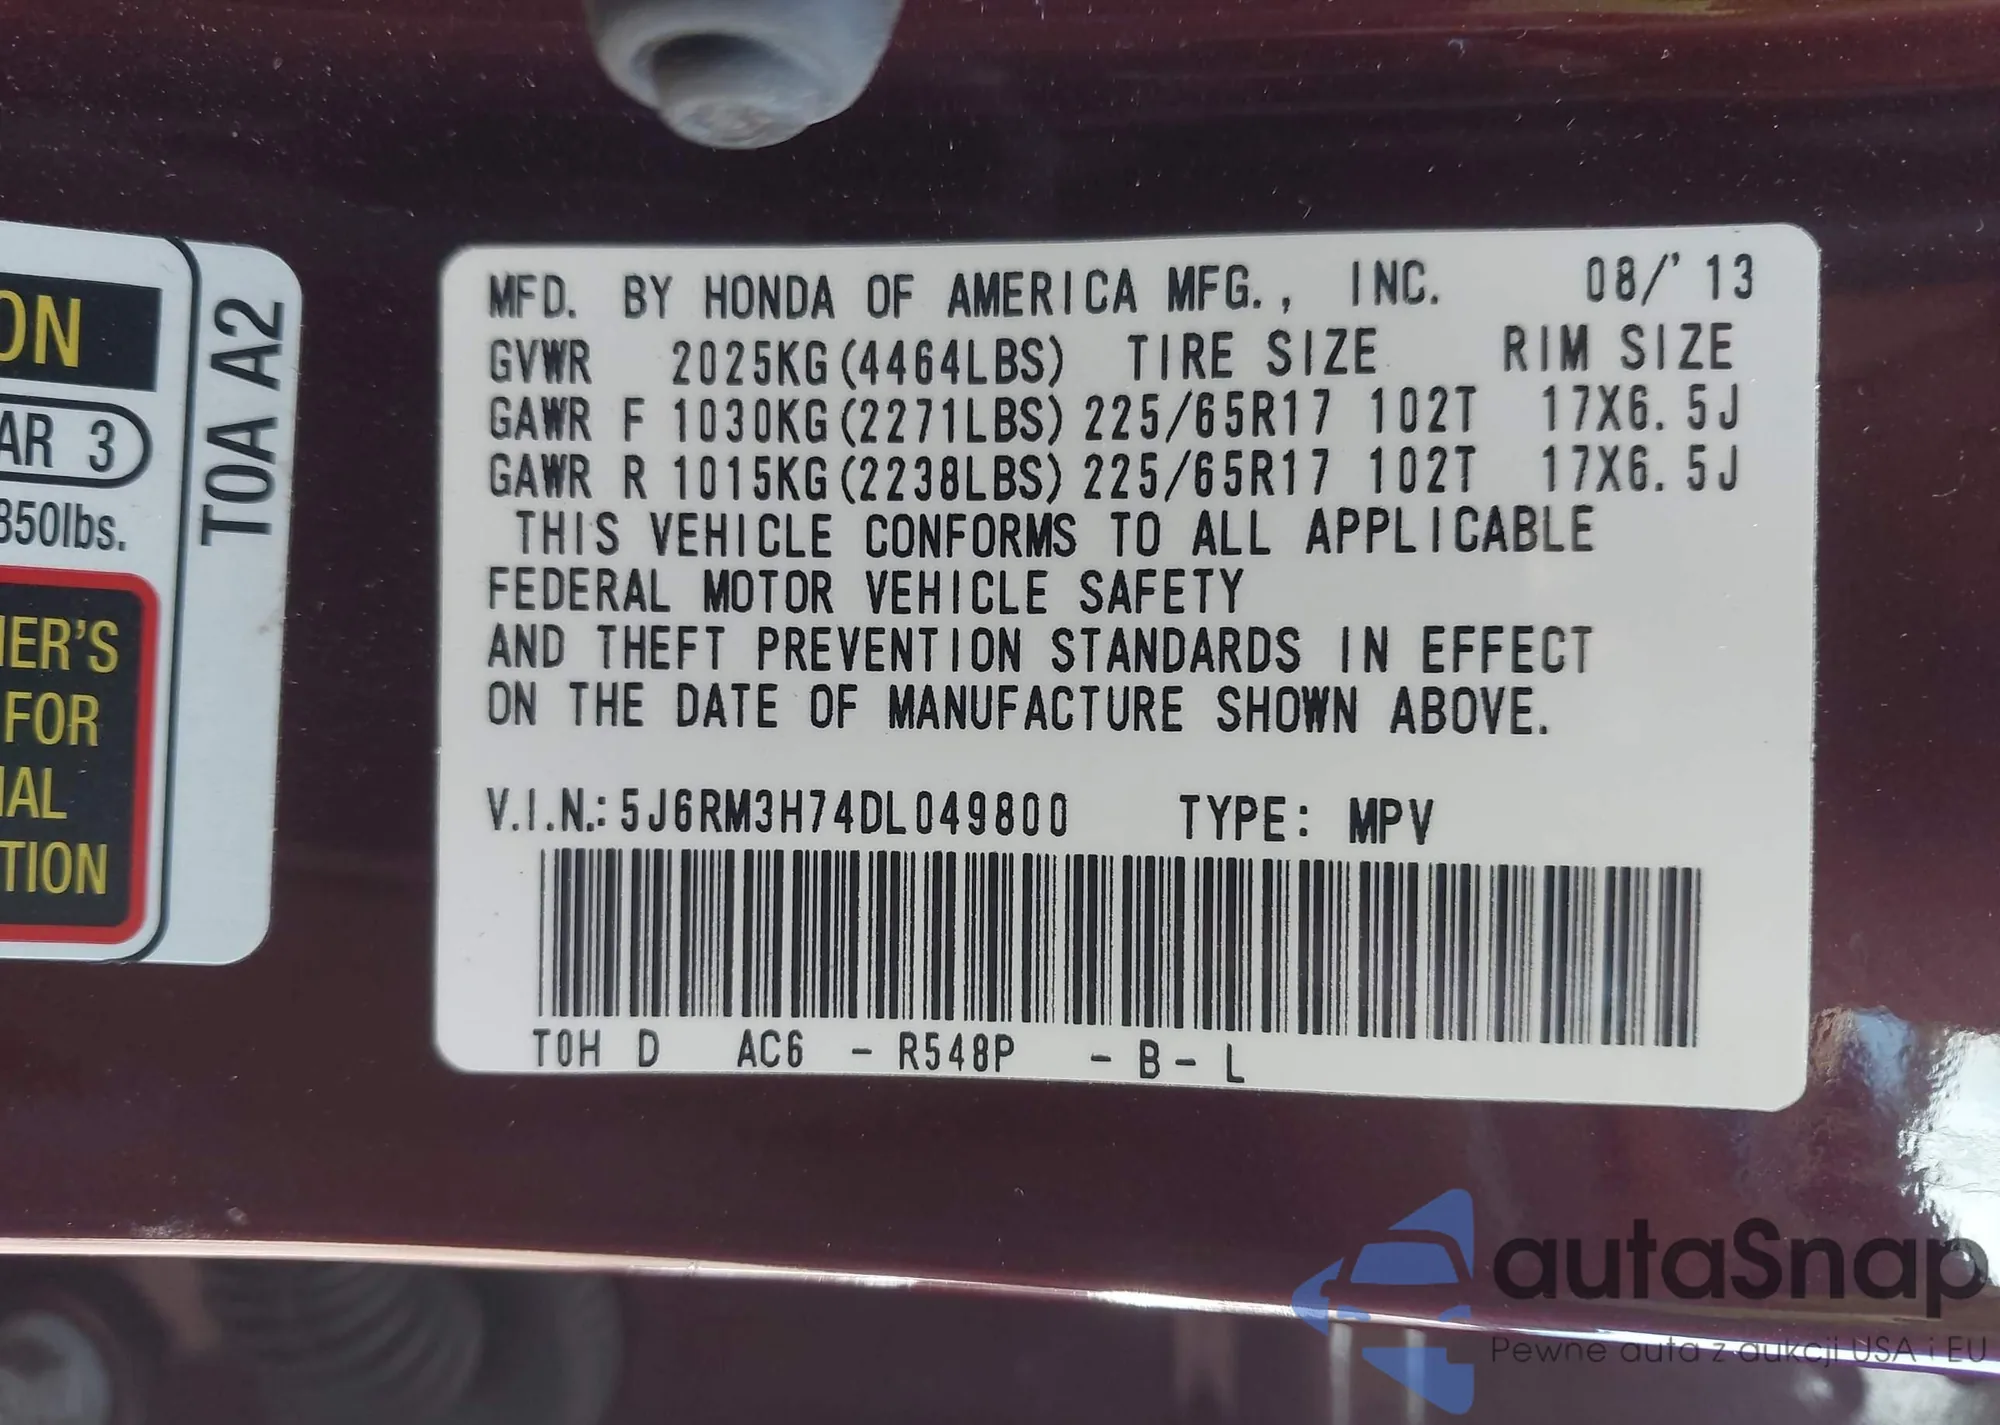 ON
AR 3
850lbs.
NER'S
FOR
IAL
TION
T0A A2
MFD. BY HONDA OF AMERICA MFG., INC. 08/'13
GVWR 2025KG(4464LBS) TIRE SIZE RIM SIZE
GAWR F 1030KG(2271LBS) 225/65R17 102T 17X6.5J
GAWR R 1015KG(2238LBS) 225/65R17 102T 17X6.5J
THIS VEHICLE CONFORMS TO ALL APPLICABLE
FEDERAL MOTOR VEHICLE SAFETY
AND THEFT PREVENTION STANDARDS IN EFFECT
ON THE DATE OF MANUFACTURE SHOWN ABOVE.
V.I.N.: 5J6RM3H74DL049800 TYPE: MPV
T0H D AC6 - R548P - B - L
autaSnap
Pewne auta z aukcji USA i EU